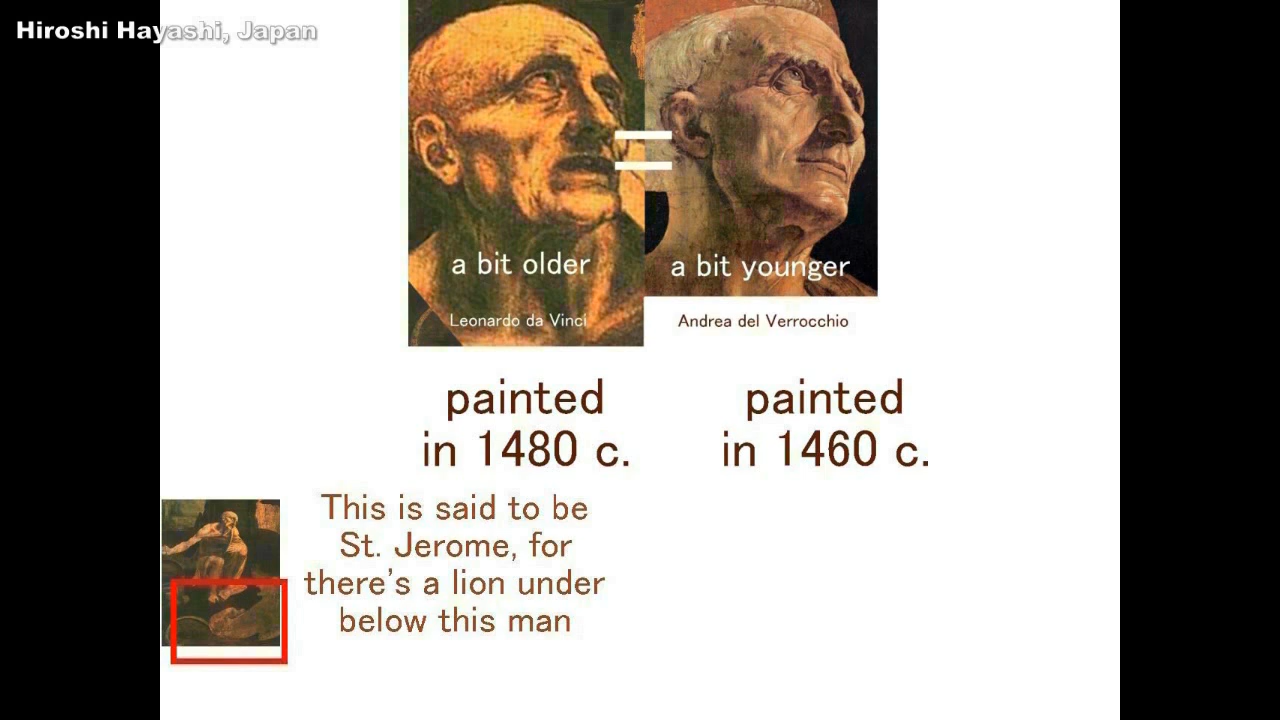 Hiroshi Hayashi, Japan
a bit older
a bit younger
Leonardo da Vinci
Andrea del Verrocchio
painted
in 1480 c.
painted
in 1460 c.
This is said to be
St. Jerome, for
there's a lion under
below this man